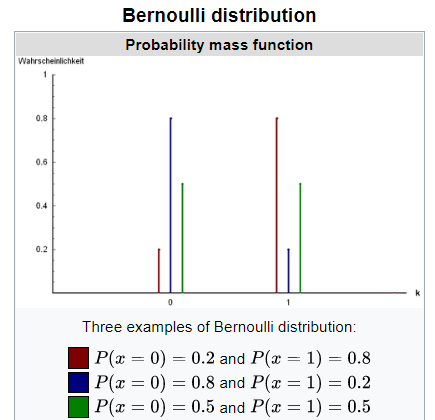 Bernoulli distribution
Probability mass function
Wahrscheinlichkeit
1
0.8
0.6
0.4
0.2
0 1
k
Three examples of Bernoulli distribution:
P(x = 0) = 0.2 and P(x = 1) = 0.8
P(x = 0) = 0.8 and P(x = 1) = 0.2
P(x = 0) = 0.5 and P(x = 1) = 0.5